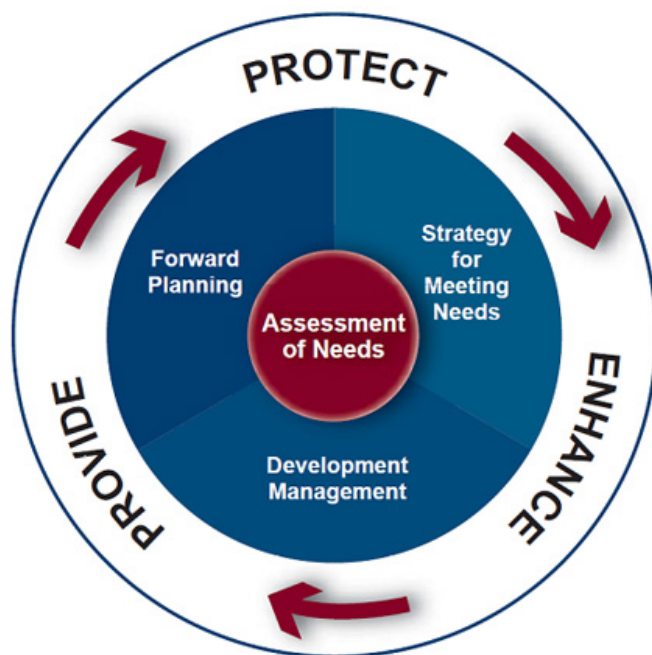 PROTECT
Strategy
for
Meeting
Needs
Forward
Planning
Assessment
of Needs
ENHANCE
PROVIDE
Development
Management